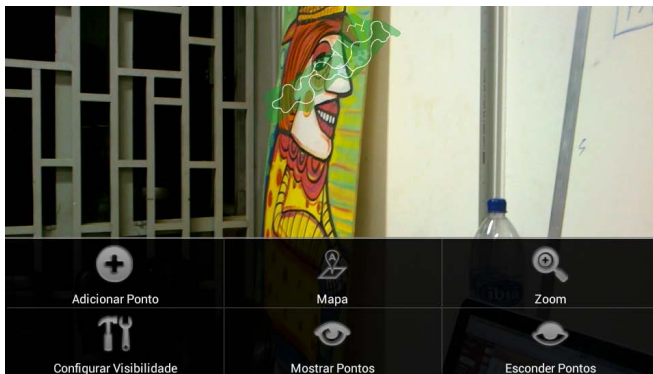 Adicionar Ponto
Mapa
Zoom
Configurar Visibilidade
Mostrar Pontos
Esconder Pontos